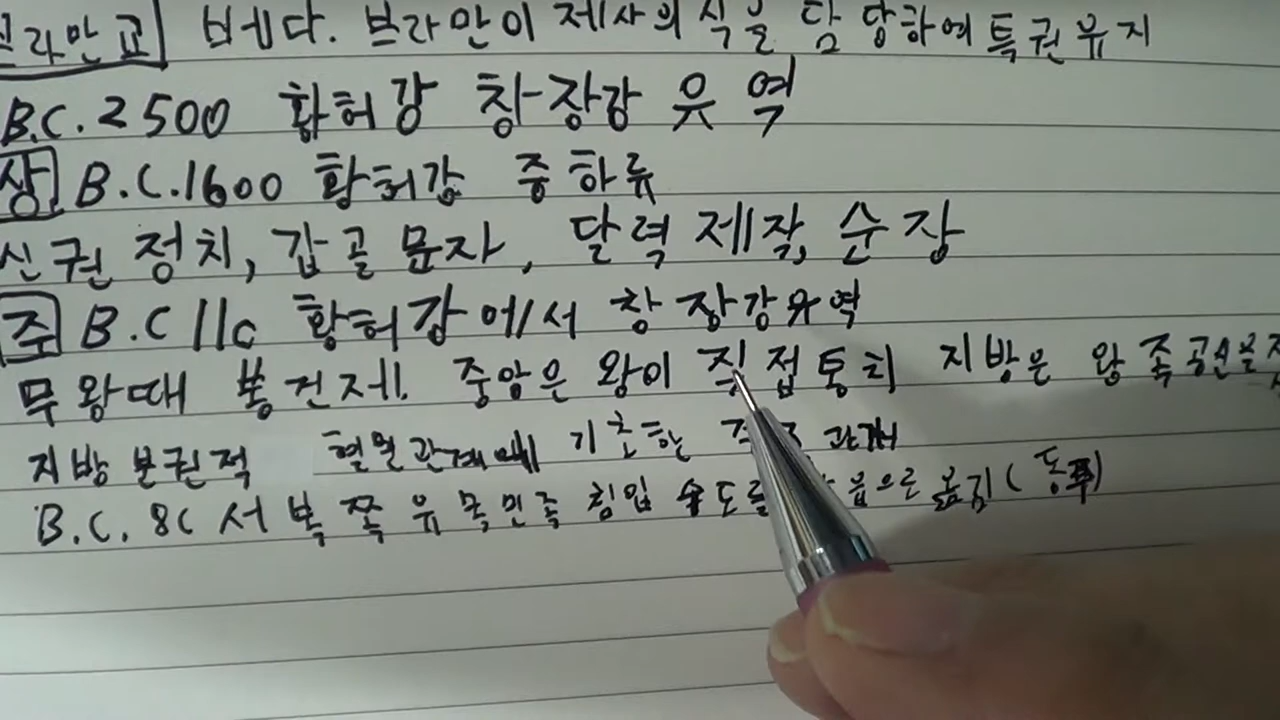 브라만교 베다. 브라만이 제사의식을 담당하여 특권유지
B.C. 2500 황허강 창장강 유역
상 B.C. 1600 황허강 중하류
신권 정치, 갑골 문자, 달력 제작, 순장
주 B.C 11C 황허강에서 창장강유역
무왕때 봉건제. 중앙은 왕이 직접통치 지방은 왕족공신을
지방분권적 혈월관계에 기초한 관계
B.C. 8C 서북쪽 유목민족 침입 수도를 읍으로 옮김(동주)